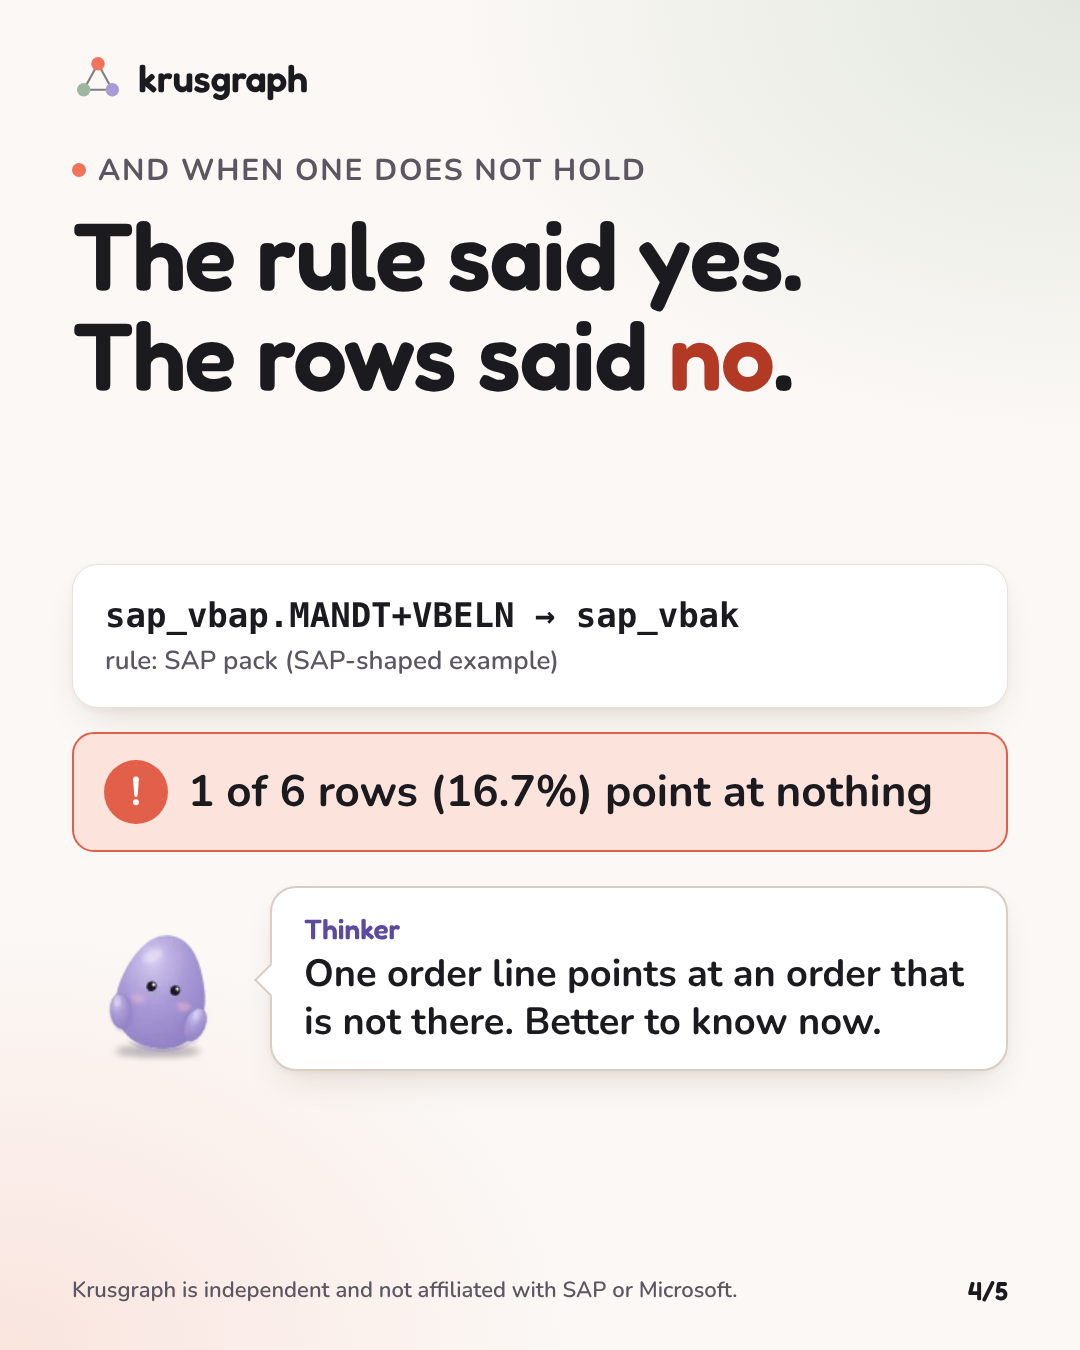 krusgraph
AND WHEN ONE DOES NOT HOLD
The rule said yes.
The rows said no.
sap_vbap.MANDT+VBELN → sap_vbak
rule: SAP pack (SAP-shaped example)
! 1 of 6 rows (16.7%) point at nothing
Thinker
One order line points at an order that
is not there. Better to know now.
Krusgraph is independent and not affiliated with SAP or Microsoft.
4/5